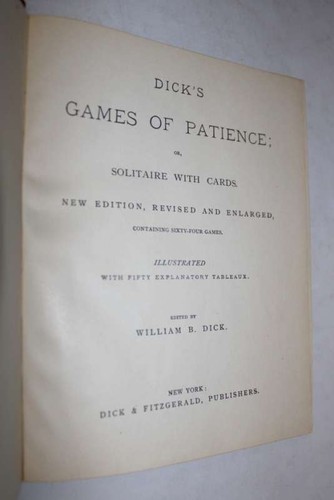 DICK'S
GAMES OF PATIENCE;
OR,
SOLITAIRE WITH CARDS.
NEW EDITION, REVISED AND ENLARGED,
CONTAINING SIXTY-FOUR GAMES.
ILLUSTRATED
WITH FIFTY EXPLANATORY TABLEAUX.
EDITED BY
WILLIAM B. DICK.
NEW YORK:
DICK & FITZGERALD, PUBLISHERS.